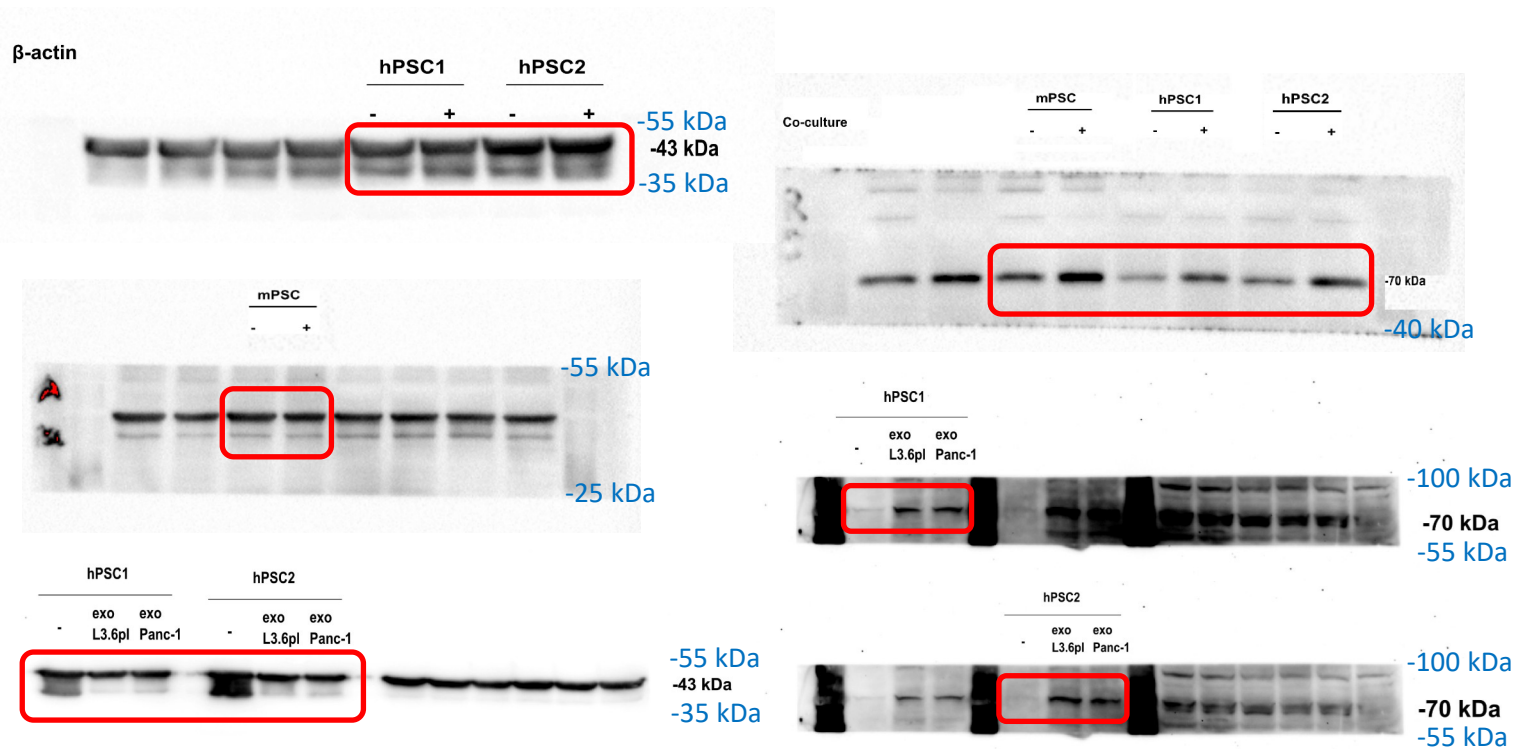 β-actin
hPSC1 hPSC2
- + - +
-55 kDa
-43 kDa
-35 kDa
mPSC
- +
-55 kDa
-25 kDa
hPSC1 hPSC2
exo exo exo exo
- L3.6pl Panc-1 - L3.6pl Panc-1
-55 kDa
-43 kDa
-35 kDa
mPSC hPSC1 hPSC2
Co-culture - + - + - +
-70 kDa
-40 kDa
hPSC1
exo exo
- L3.6pl Panc-1
-100 kDa
-70 kDa
-55 kDa
hPSC2
exo exo
- L3.6pl Panc-1
-100 kDa
-70 kDa
-55 kDa